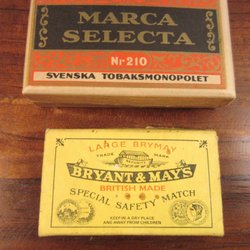 MARCA
SELECTA
Nr 210
SVENSKA TOBAKSMONOPOLET
LARGE BRYMAY
TRADE MARK
BRYANT & MAY'S
BRITISH MADE
SPECIAL SAFETY MATCH
KEEP IN A DRY PLACE
AND AWAY FROM CHILDREN